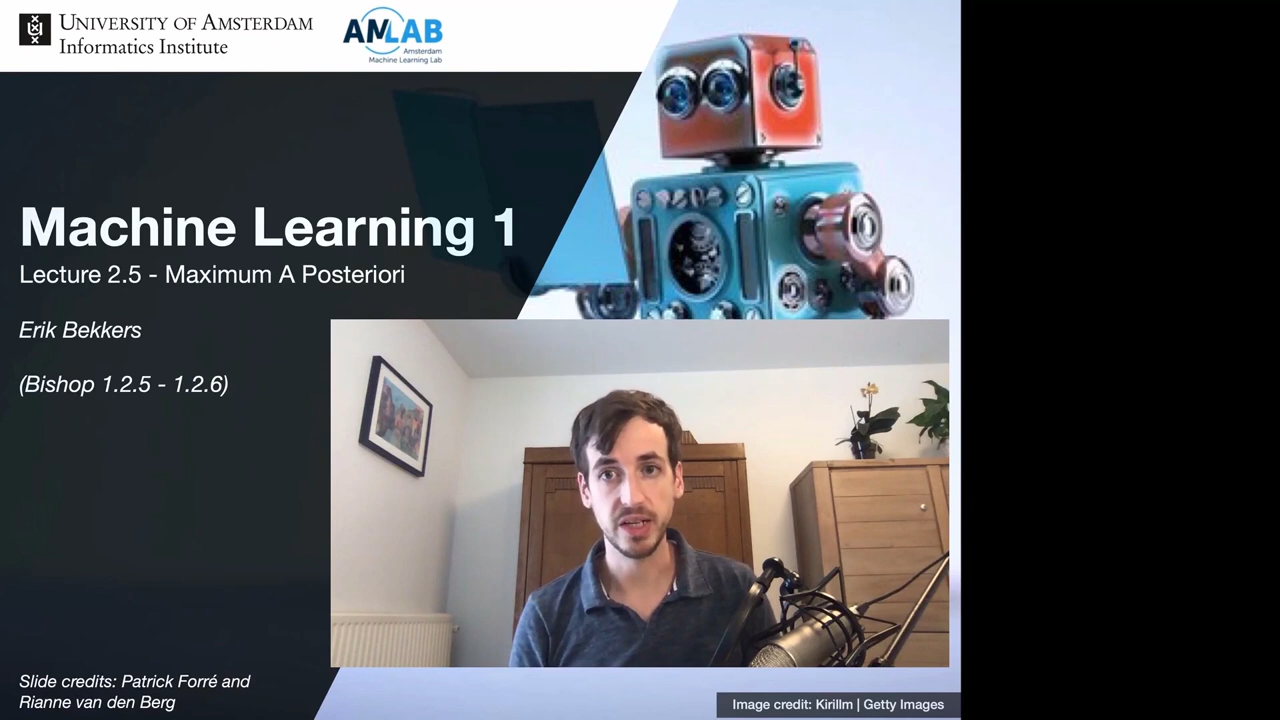 UNIVERSITY OF AMSTERDAM
Informatics Institute
AMLAB
Amsterdam
Machine Learning Lab
Machine Learning 1
Lecture 2.5 - Maximum A Posteriori
Erik Bekkers
(Bishop 1.2.5 - 1.2.6)
Slide credits: Patrick Forré and
Rianne van den Berg
Image credit: Kirillm | Getty Images